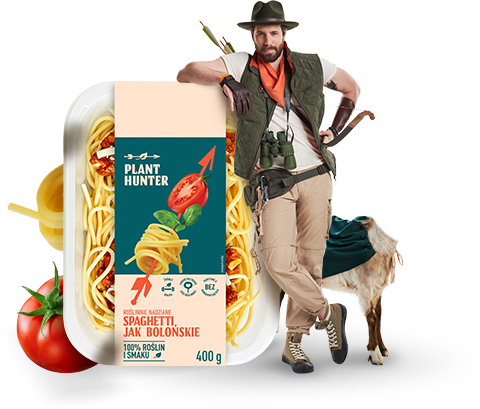 PLANT
HUNTER
BEZ
ROŚLINNIE NADZIANE
SPAGHETTI,
JAK BOLOŃSKIE
100% ROŚLIN
I SMAKU
400 g